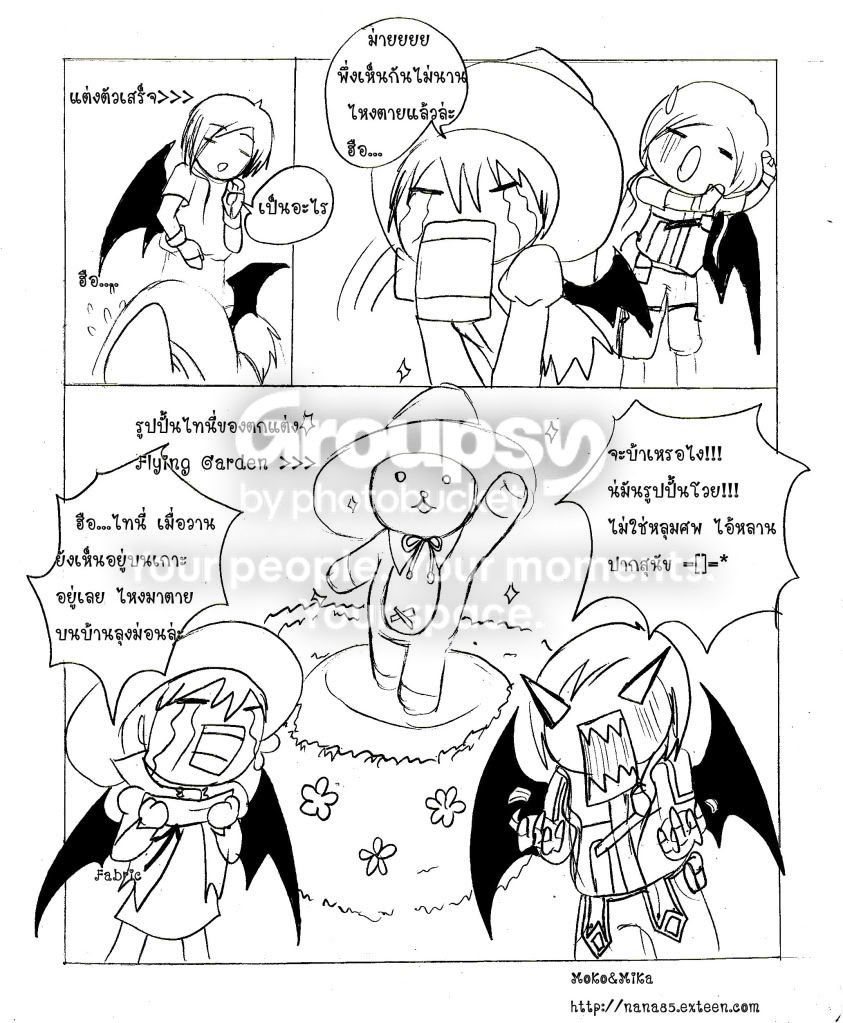 แต่งตัวเสร็จ>>>
เป็นอะไร
ฮือ....
ม่ายยยย
พึ่งเห็นกันไม่นาน
ไหงตายแล้วล่ะ
ฮือ...
รูปปั้นไทนี่ของตกแต่ง
Flying Garden >>>
ฮือ...ไทนี่ เมื่อวาน
ยังเห็นอยู่บนเกาะ
อยู่เลย ไหงมาตาย
บนบ้านลุงม่อนล่ะ
จะบ้าเหรอไง!!!
นี่มันรูปปั้นโว้ย!!!
ไม่ใช่หลุมศพ ไอ้หลาน
ปากสุนัข =[]=*
Groupsy
by photobucket
Your people. Your moments.
Your space.
Fabric
Moko&Mika
http://nana85.exteen.com